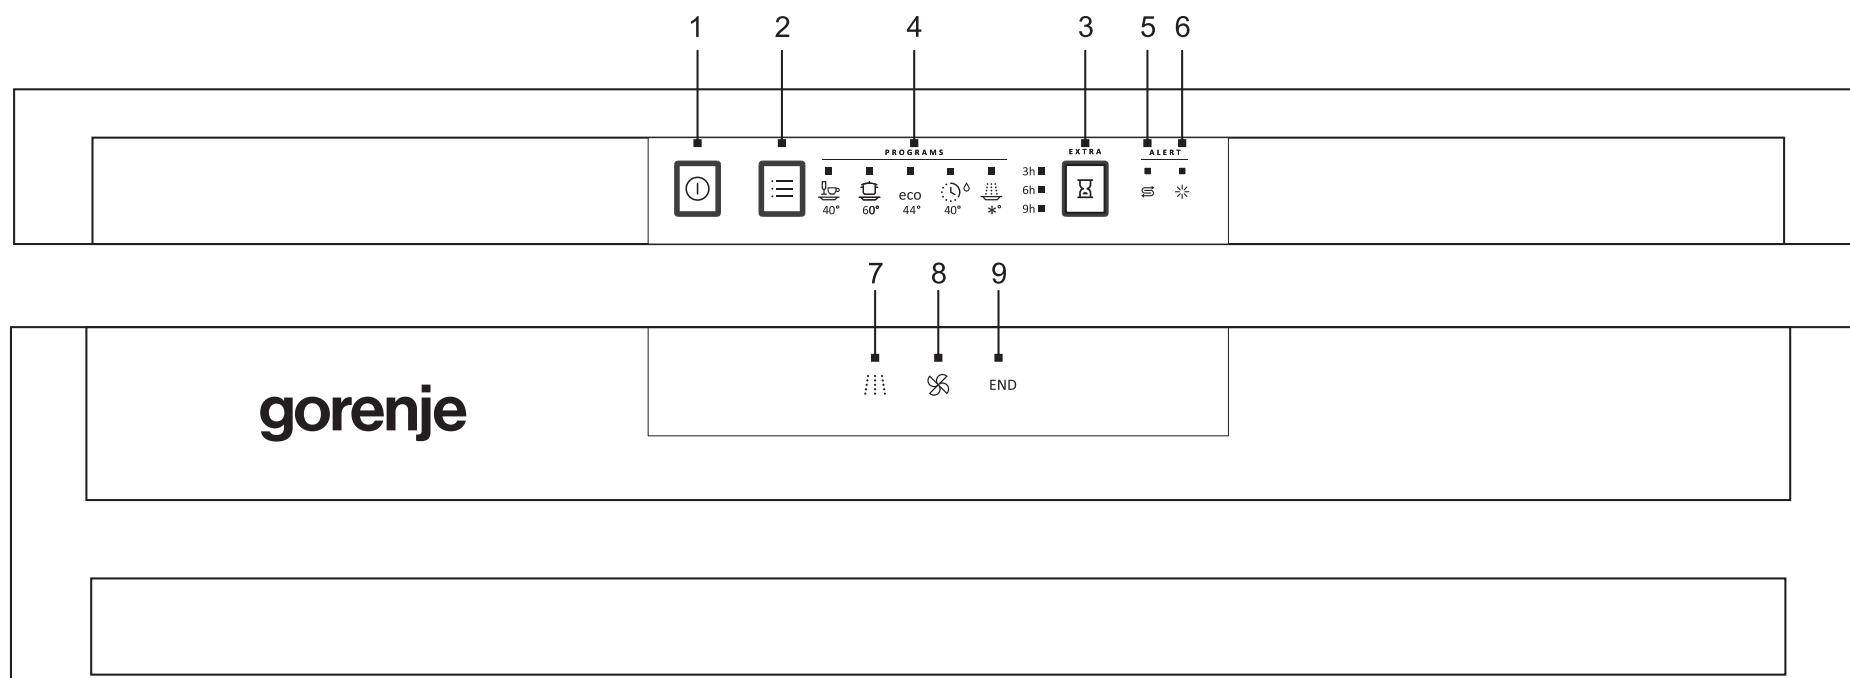 1 2 4 3 5 6
PROGRAMS EXTRA ALERT
3h
6h
eco
9h
40° 60° 44° 40° *°
7 8 9
END
gorenje